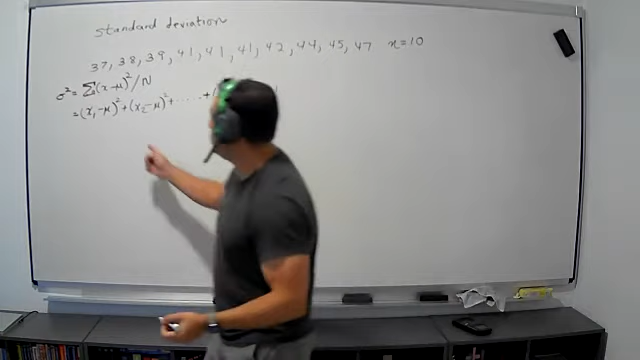 standard deviation
37, 38, 39, 41, 41, 41, 42, 44, 45, 47 n=10
σ² = Σ(x-μ)²/N
= (x₁-μ)² + (x₂-μ)² + ..... +